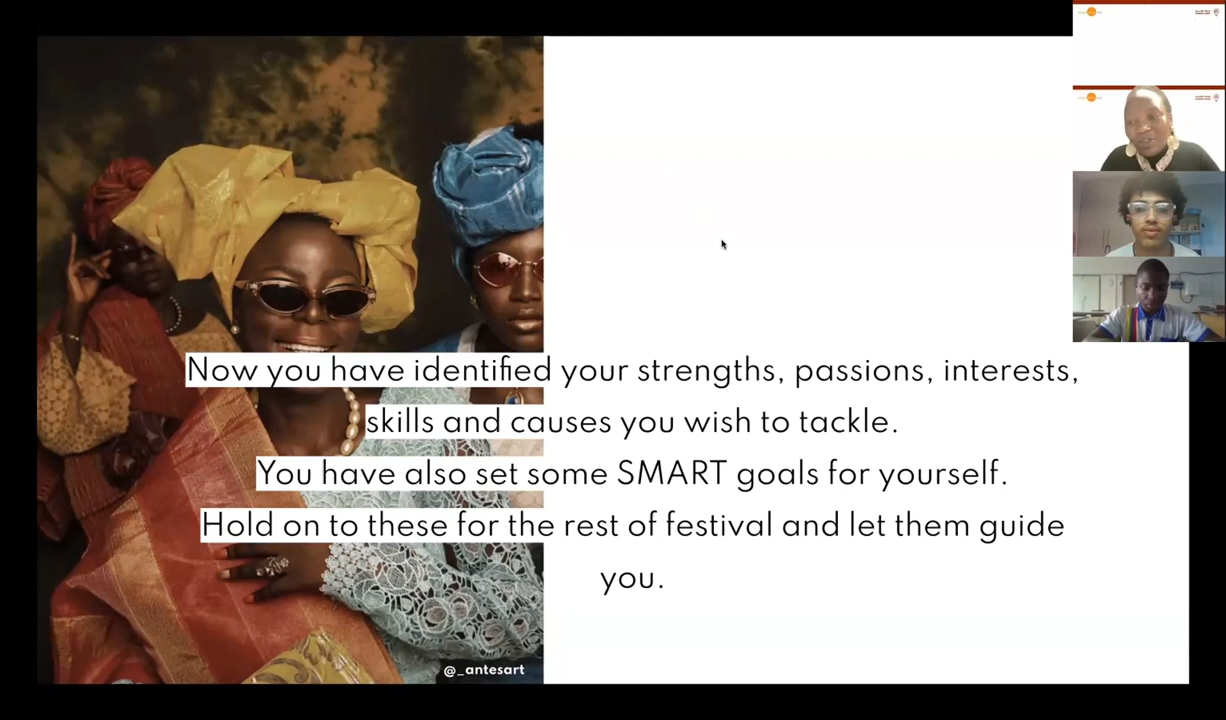 Now you have identified your strengths, passions, interests,
skills and causes you wish to tackle.
You have also set some SMART goals for yourself.
Hold on to these for the rest of festival and let them guide
you.
@_antesart